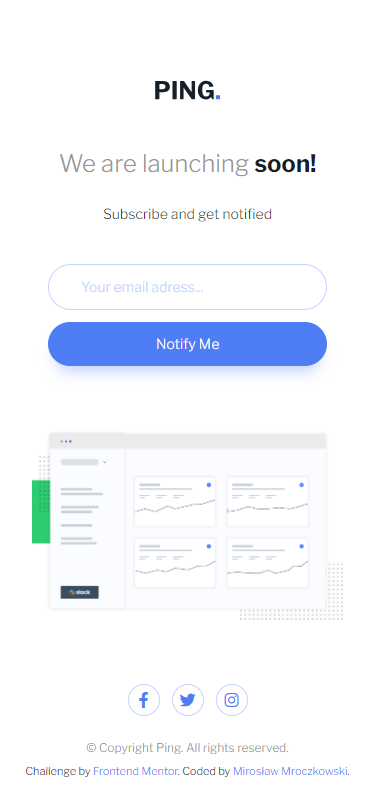 PING.
We are launching soon!
Subscribe and get notified
Your email adress...
Notify Me
slack
© Copyright Ping. All rights reserved.
Challenge by Frontend Mentor. Coded by Mirosław Mroczkowski.